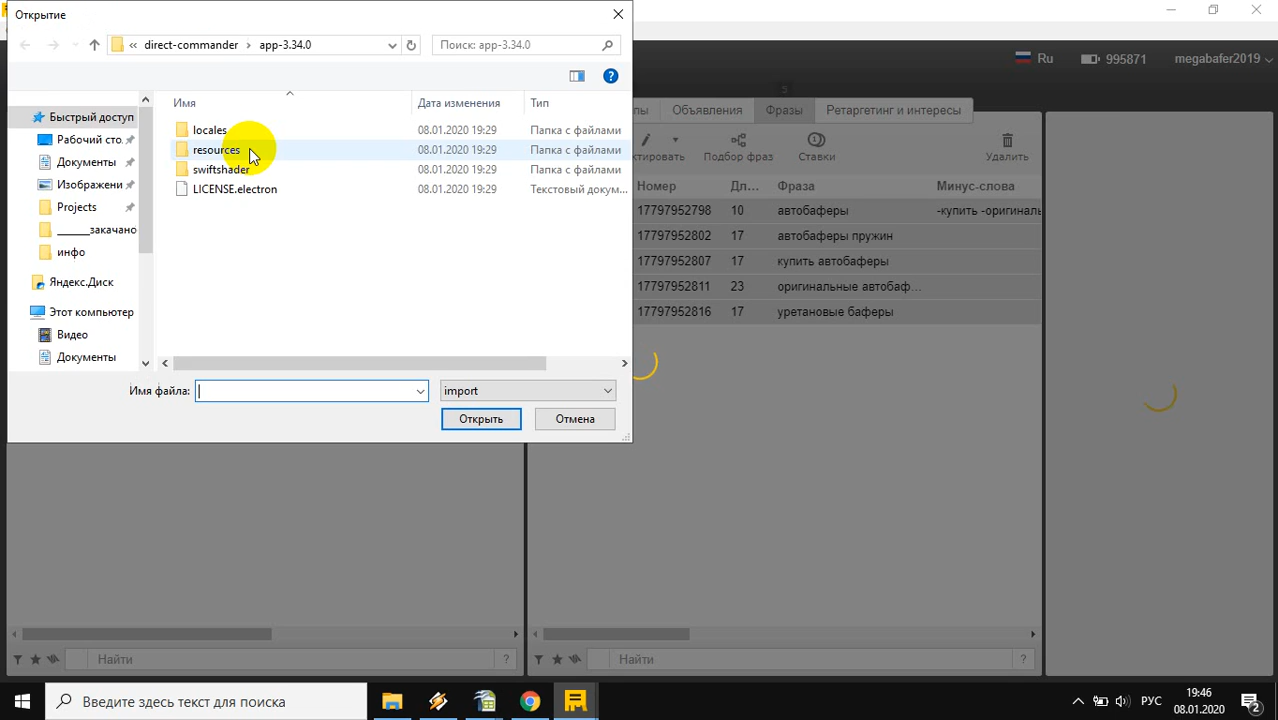 Открытие
« direct-commander › app-3.34.0
Поиск: app-3.34.0
?
Имя
Дата изменения
Тип
locales 08.01.2020 19:29 Папка с файлами
resources 08.01.2020 19:29 Папка с файлами
swiftshader 08.01.2020 19:29 Папка с файлами
LICENSE.electron 08.01.2020 19:29 Текстовый докум...
Быстрый доступ
Рабочий сто.
Документы
Изображени
Projects
______закачано
инфо
Яндекс.Диск
Этот компьютер
Видео
Документы
Имя файла:
import
Открыть
Отмена
Ru
995871
megabafer2019
5
Объявления
Фразы
Ретаргетинг и интересы
Подбор фраз
Ставки
Удалить
Номер
Дл...
Фраза
Минус-слова
17797952798 10 автобаферы -купить -оригиналь
17797952802 17 автобаферы пружин
17797952807 17 купить автобаферы
17797952811 23 оригинальные автобаф...
17797952816 17 уретановые баферы
Найти
?
Найти
?
Введите здесь текст для поиска
РУС
19:46
08.01.2020
2